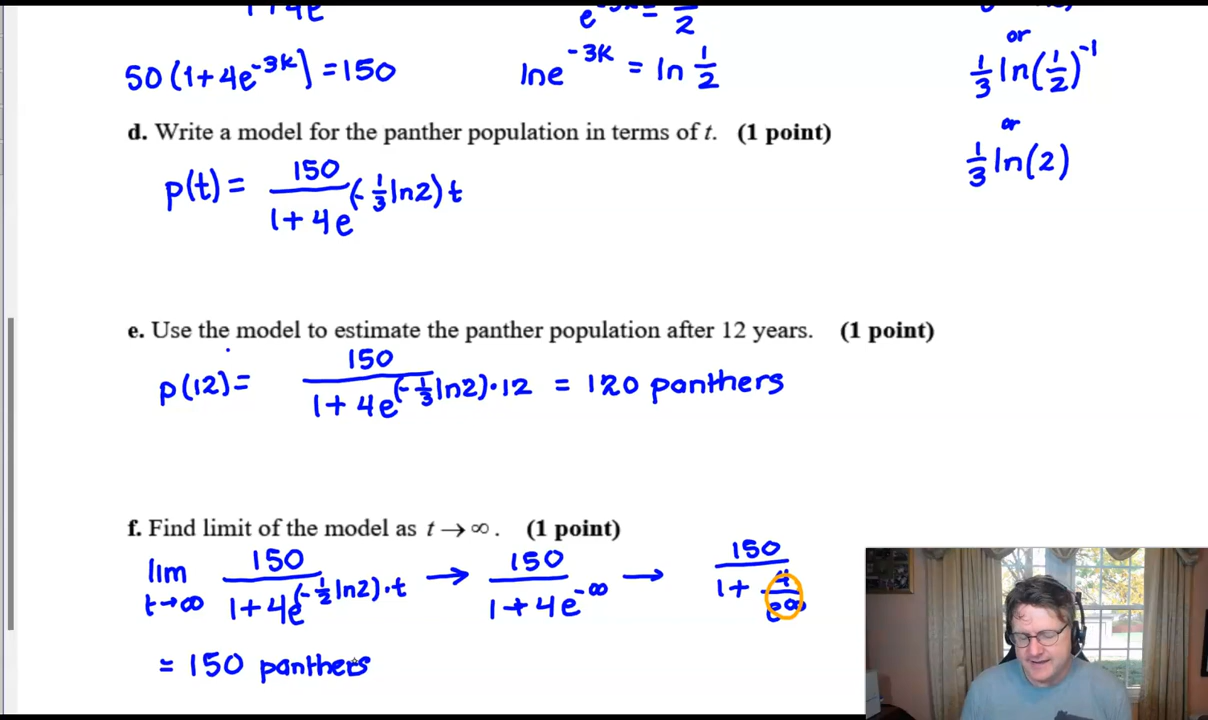 50(1+4e^-3k)=150
lne^-3K = ln 1/2
or
1/3 ln(1/2)^-1
or
1/3 ln(2)
d. Write a model for the panther population in terms of t. (1 point)
p(t) = 150/(1+4e^(-1/3 ln2)t)
e. Use the model to estimate the panther population after 12 years. (1 point)
p(12) = 150/(1+4e^(-1/3 ln2)·12) = 120 panthers
f. Find limit of the model as t→∞. (1 point)
lim t→∞ 150/(1+4e^(-1/2 ln2)·t) → 150/(1+4e^-∞) → 150/(1+4/e^∞)
= 150 panthers